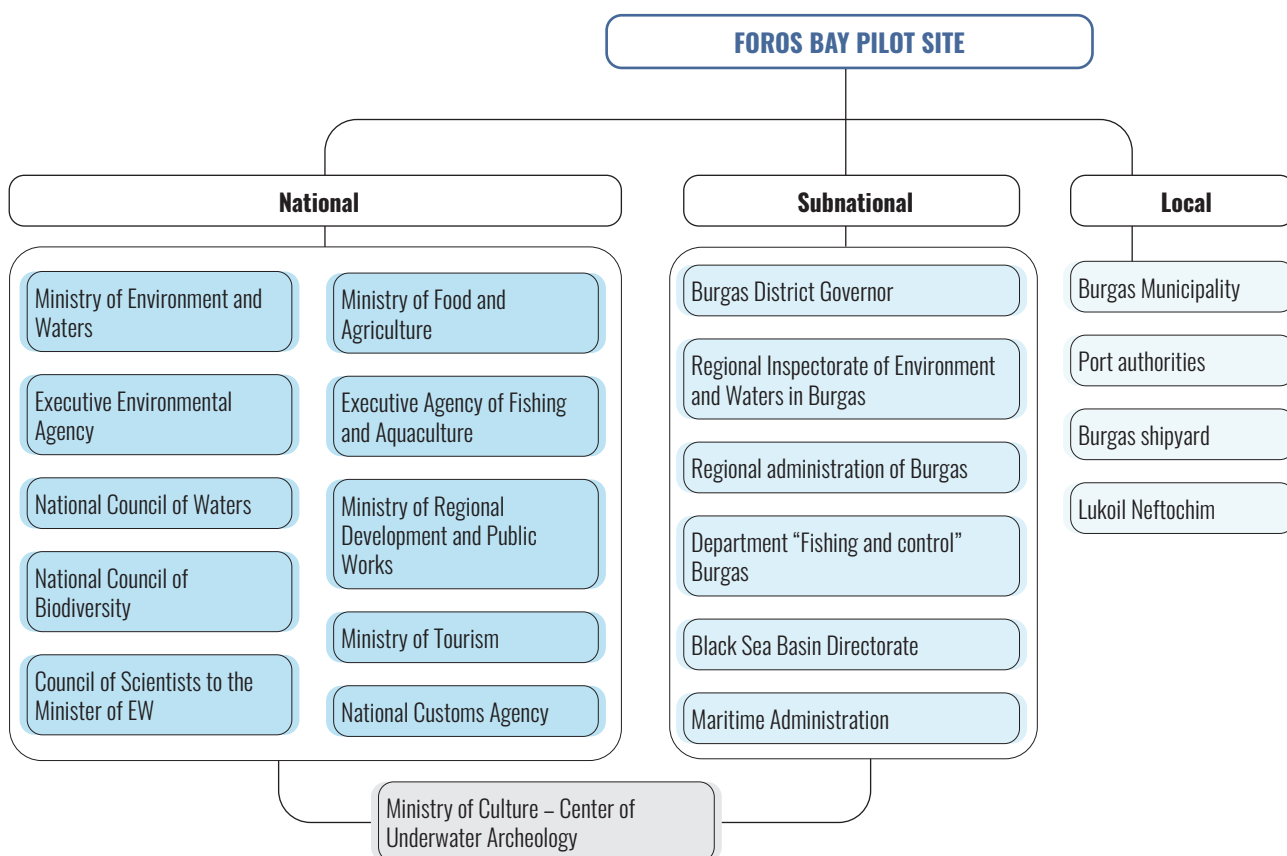 FOROS BAY PILOT SITE
National
Ministry of Environment and
Waters
Executive Environmental
Agency
National Council of Waters
National Council of
Biodiversity
Council of Scientists to the
Minister of EW
Ministry of Food and
Agriculture
Executive Agency of Fishing
and Aquaculture
Ministry of Regional
Development and Public
Works
Ministry of Tourism
National Customs Agency
Subnational
Burgas District Governor
Regional Inspectorate of Environment
and Waters in Burgas
Regional administration of Burgas
Department “Fishing and control”
Burgas
Black Sea Basin Directorate
Maritime Administration
Local
Burgas Municipality
Port authorities
Burgas shipyard
Lukoil Neftochim
Ministry of Culture – Center of
Underwater Archeology